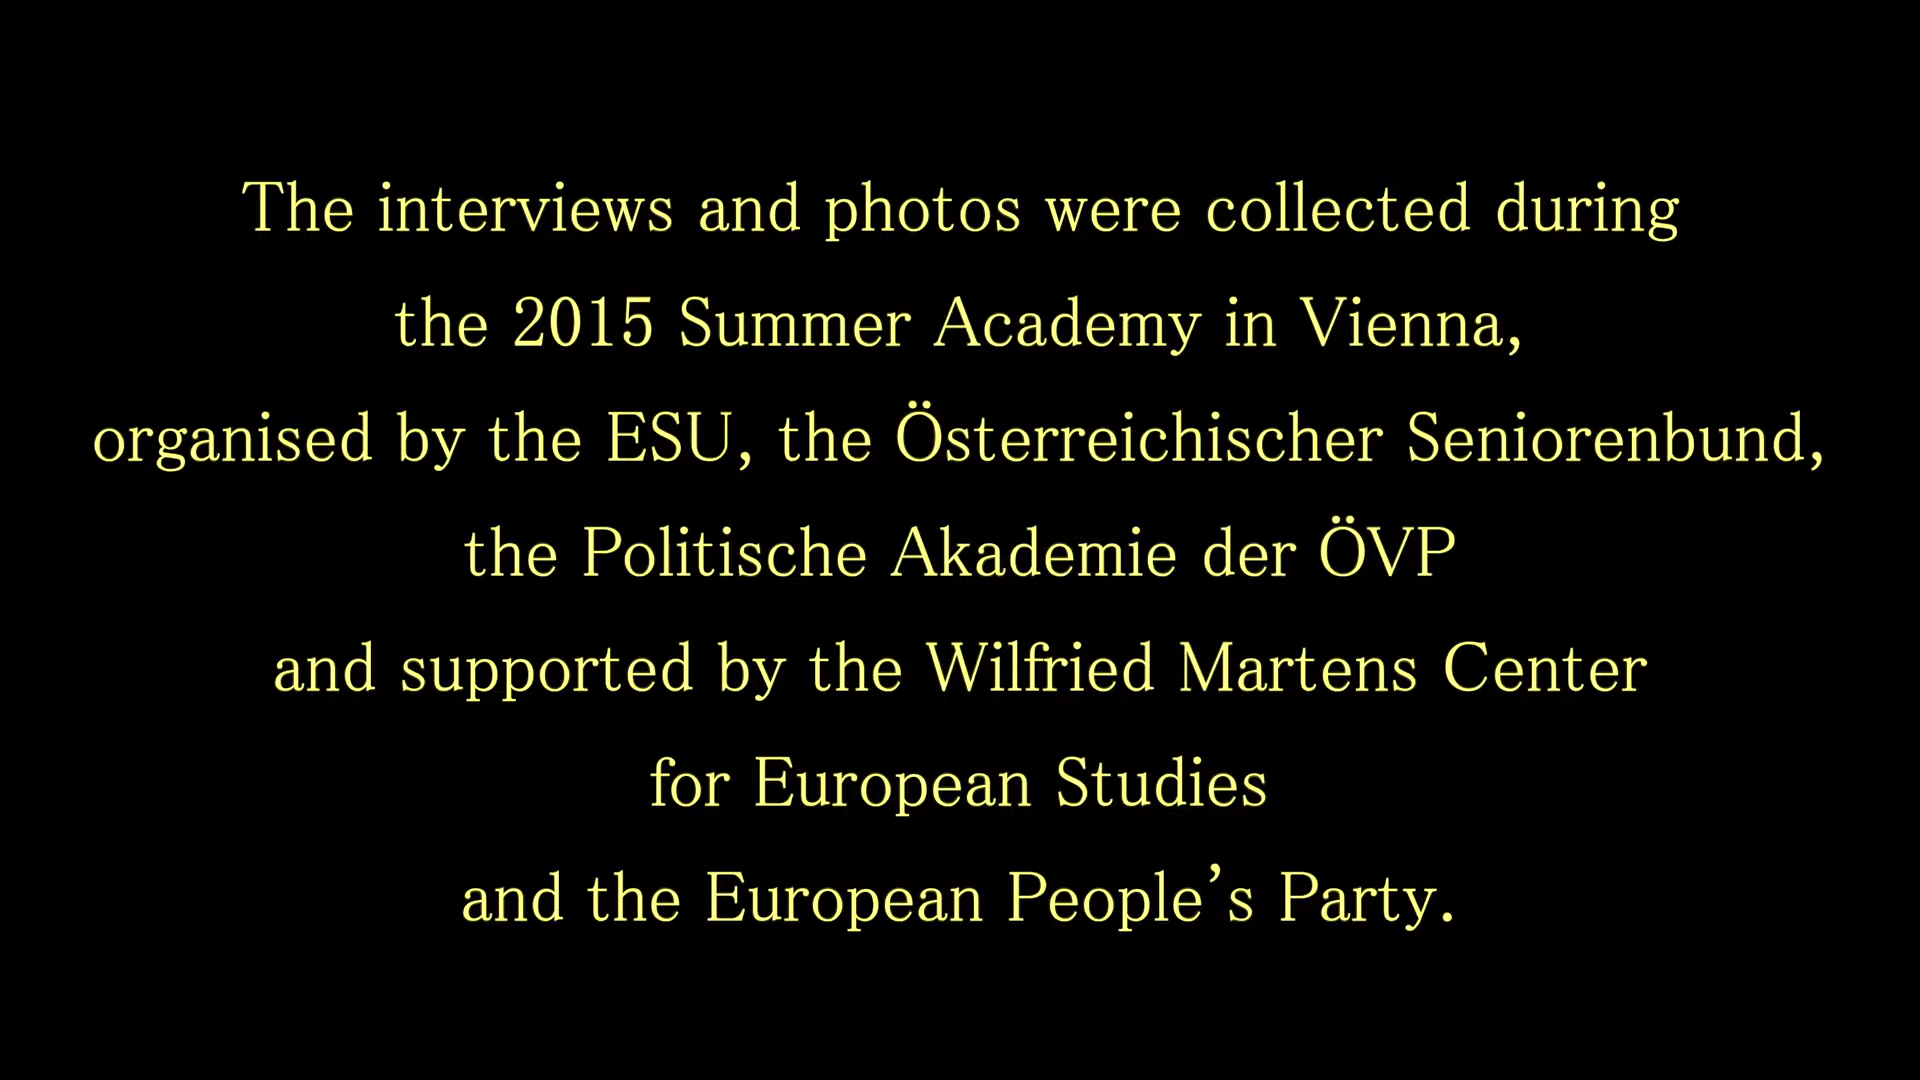 The interviews and photos were collected during
the 2015 Summer Academy in Vienna,
organised by the ESU, the Österreichischer Seniorenbund,
the Politische Akademie der ÖVP
and supported by the Wilfried Martens Center
for European Studies
and the European People’s Party.